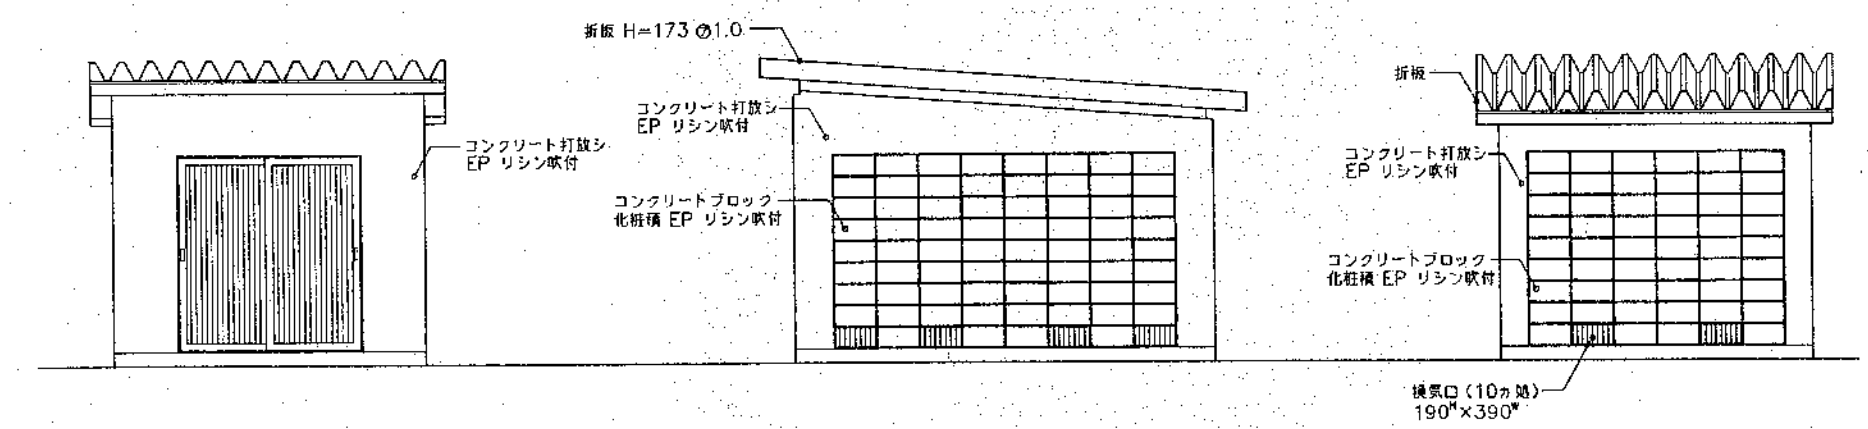 折板 H=173 ㋐1.0
コンクリート打放シ
EP リシン吹付
コンクリート打放シ
EP リシン吹付
コンクリートブロック
化粧積 EP リシン吹付
折板
コンクリート打放シ
EP リシン吹付
コンクリートブロック
化粧積 EP リシン吹付
換気口 (10ヵ処)
190ᴴ×390ᵂ